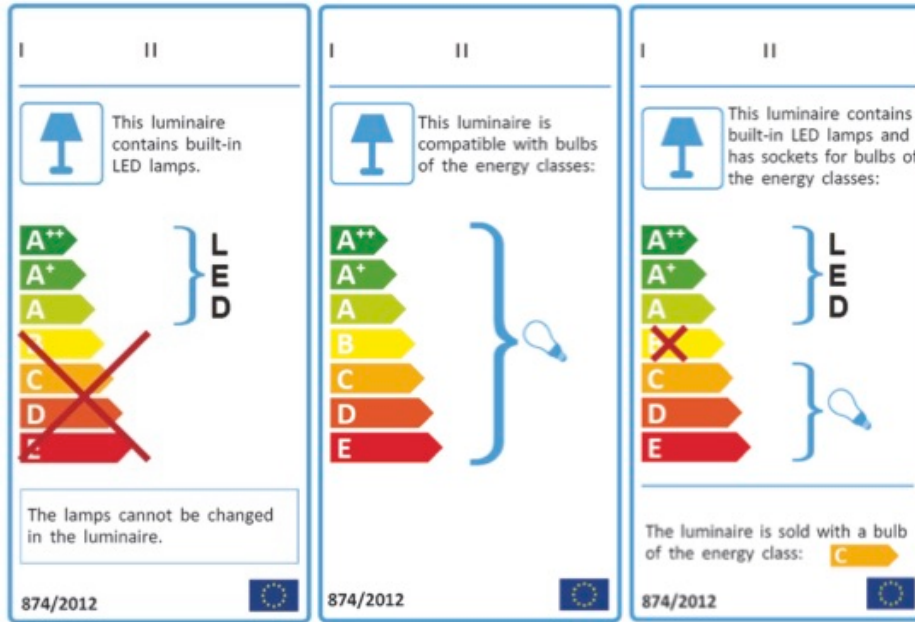 I II
This luminaire
contains built-in
LED lamps.
A++
A+
A
B
C
D
E
L
E
D
The lamps cannot be changed
in the luminaire.
874/2012
I II
This luminaire is
compatible with bulbs
of the energy classes:
A++
A+
A
B
C
D
E
874/2012
I II
This luminaire contains
built-in LED lamps and
has sockets for bulbs of
the energy classes:
A++
A+
A
B
C
D
E
L
E
D
The luminaire is sold with a bulb
of the energy class: C
874/2012